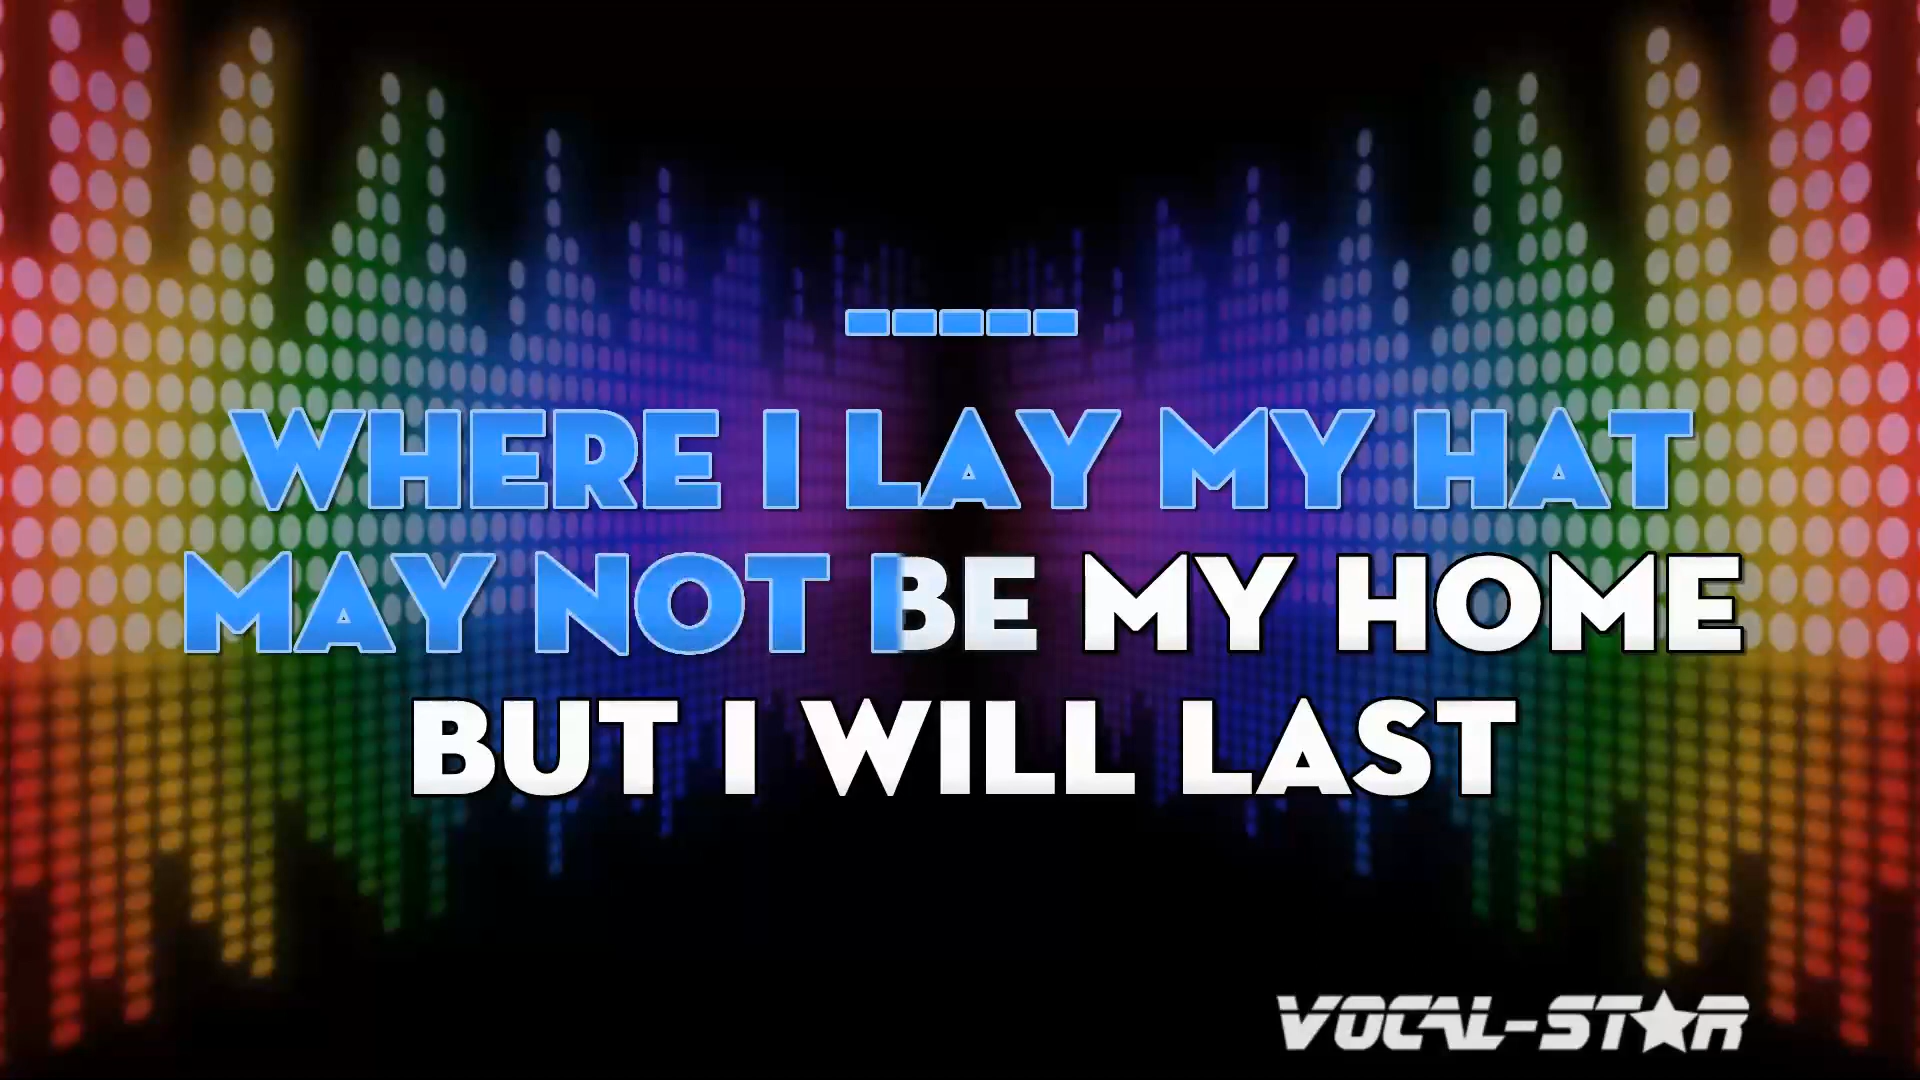 -----
WHERE I LAY MY HAT
MAY NOT BE MY HOME
BUT I WILL LAST
VOCAL-STAR